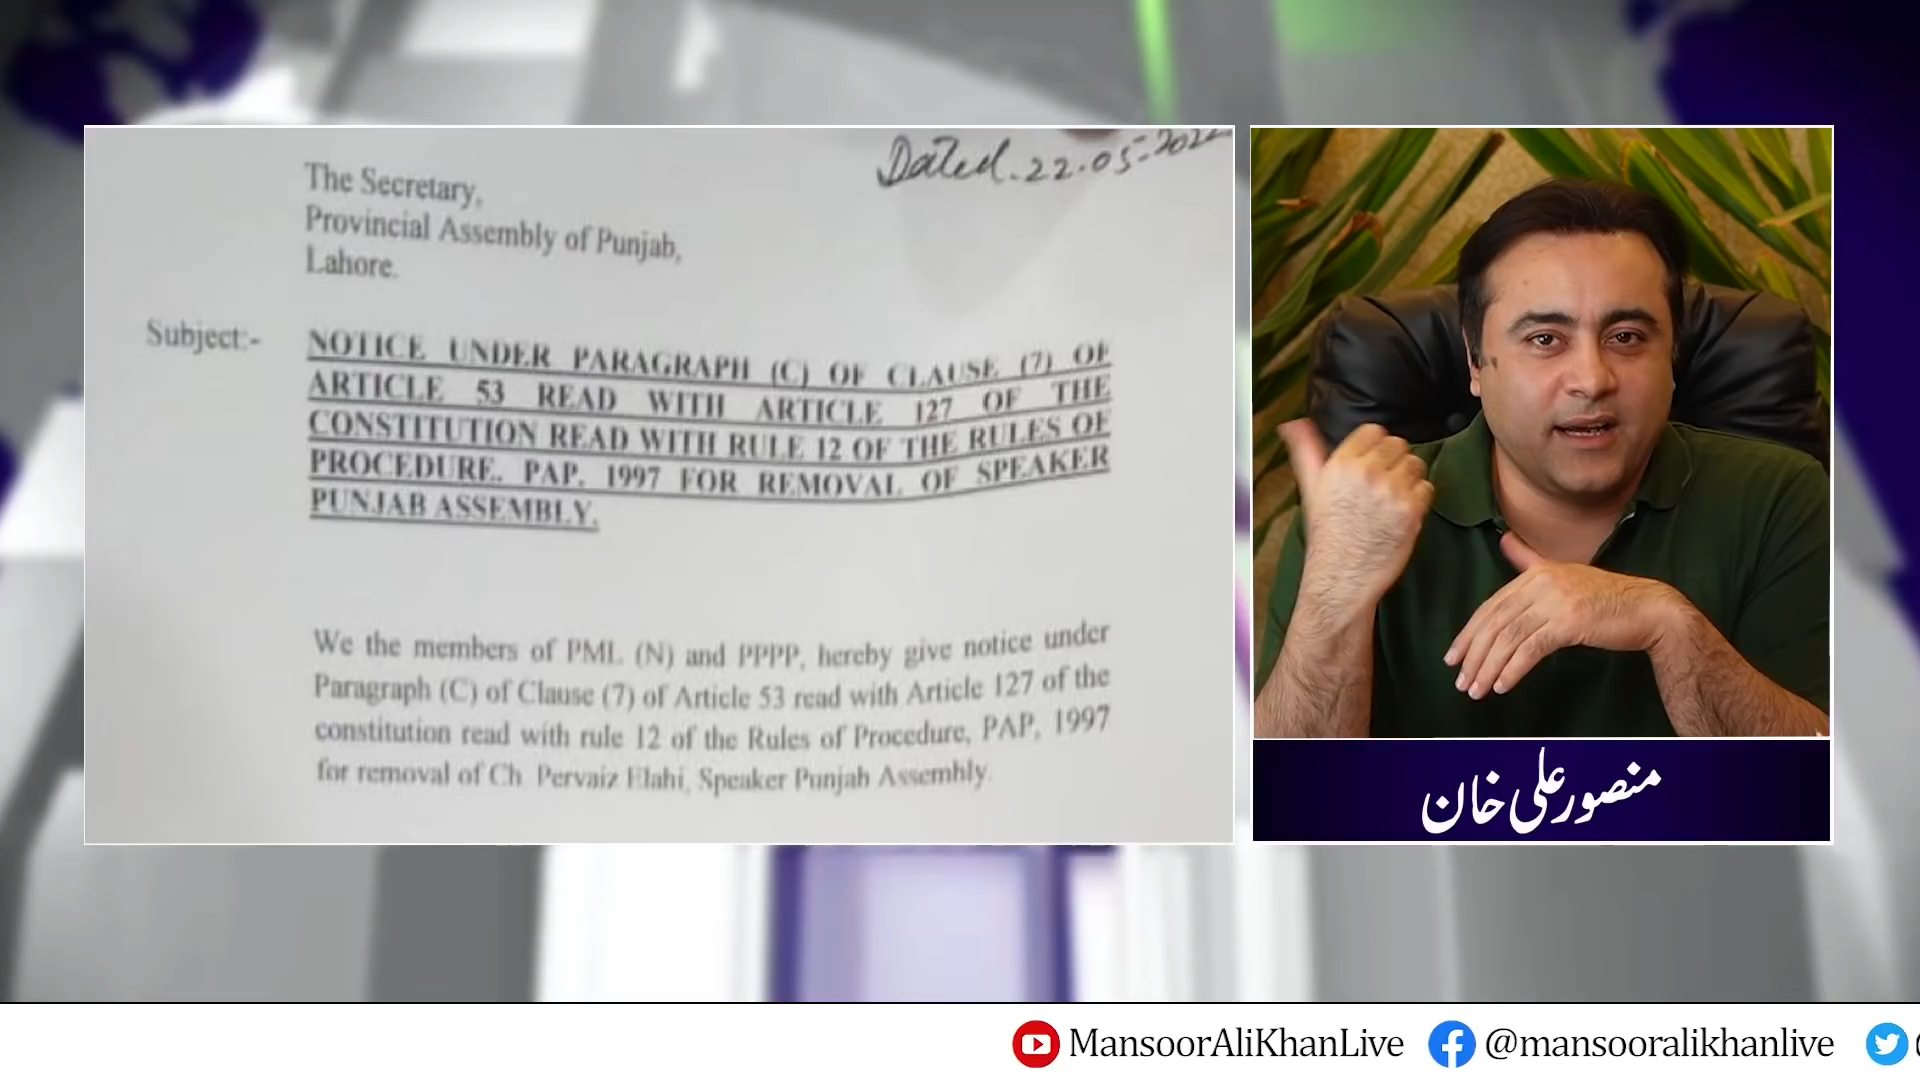 Dated. 22.05-2022
The Secretary,
Provincial Assembly of Punjab,
Lahore.
Subject:-
NOTICE UNDER PARAGRAPH (C) OF CLAUSE (7) OF
ARTICLE 53 READ WITH ARTICLE 127 OF THE
CONSTITUTION READ WITH RULE 12 OF THE RULES OF
PROCEDURE, PAP, 1997 FOR REMOVAL OF SPEAKER
PUNJAB ASSEMBLY.
We the members of PML (N) and PPPP, hereby give notice under
Paragraph (C) of Clause (7) of Article 53 read with Article 127 of the
constitution read with rule 12 of the Rules of Procedure, PAP, 1997
for removal of Ch. Pervaiz Elahi, Speaker Punjab Assembly.
منصور علی خان
MansoorAliKhanLive @mansooralikhanlive